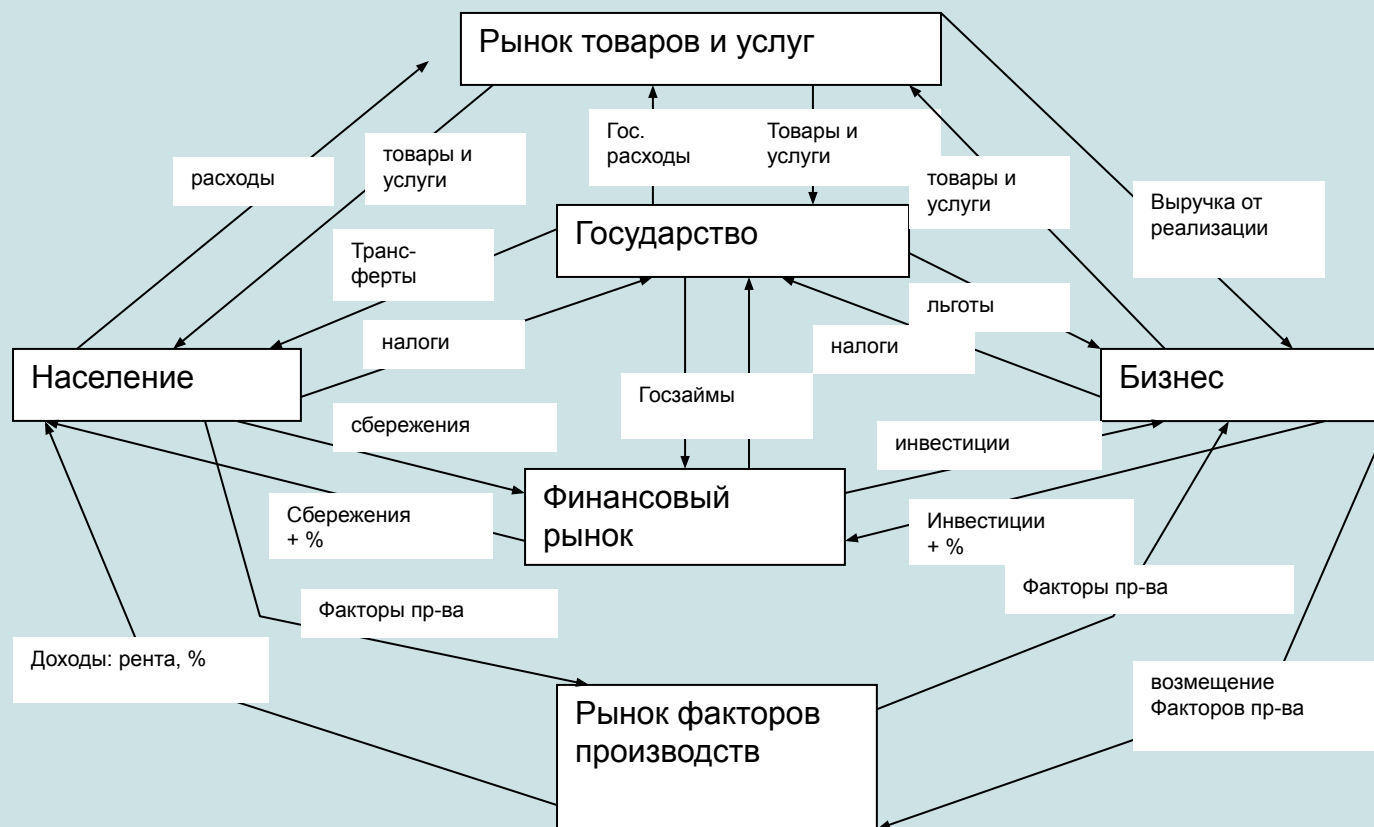 Рынок товаров и услуг
Гос.
расходы
Товары и
услуги
товары и
услуги
расходы
товары и
услуги
Выручка от
реализации
Государство
Транс-
ферты
льготы
налоги
налоги
Население
Бизнес
Госзаймы
сбережения
инвестиции
Финансовый
рынок
Сбережения
+ %
Инвестиции
+ %
Факторы пр-ва
Факторы пр-ва
Доходы: рента, %
возмещение
Факторов пр-ва
Рынок факторов
производств